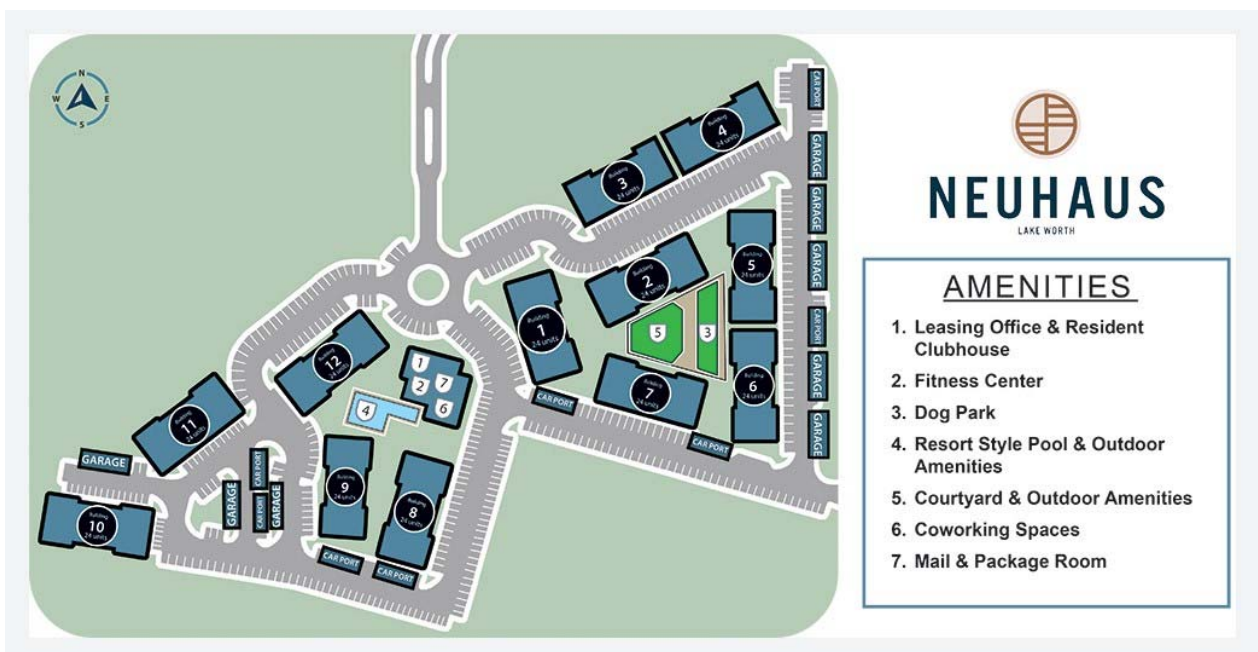 N
W
E
S
CAR PORT
GARAGE
GARAGE
GARAGE
CAR PORT
GARAGE
GARAGE
Building
4
24 units
Building
3
24 units
Building
5
24 units
Building
2
24 units
Building
1
24 units
5
3
Building
6
24 units
Building
7
24 units
CAR PORT
CAR PORT
Building
12
24 units
1
7
2
6
4
Building
11
24 units
GARAGE
CAR PORT
GARAGE
CAR PORT
GARAGE
Building
9
24 units
Building
8
24 units
Building
10
24 units
CAR PORT
CAR PORT
NEUHAUS
LAKE WORTH
AMENITIES
1. Leasing Office & Resident
Clubhouse
2. Fitness Center
3. Dog Park
4. Resort Style Pool & Outdoor
Amenities
5. Courtyard & Outdoor Amenities
6. Coworking Spaces
7. Mail & Package Room